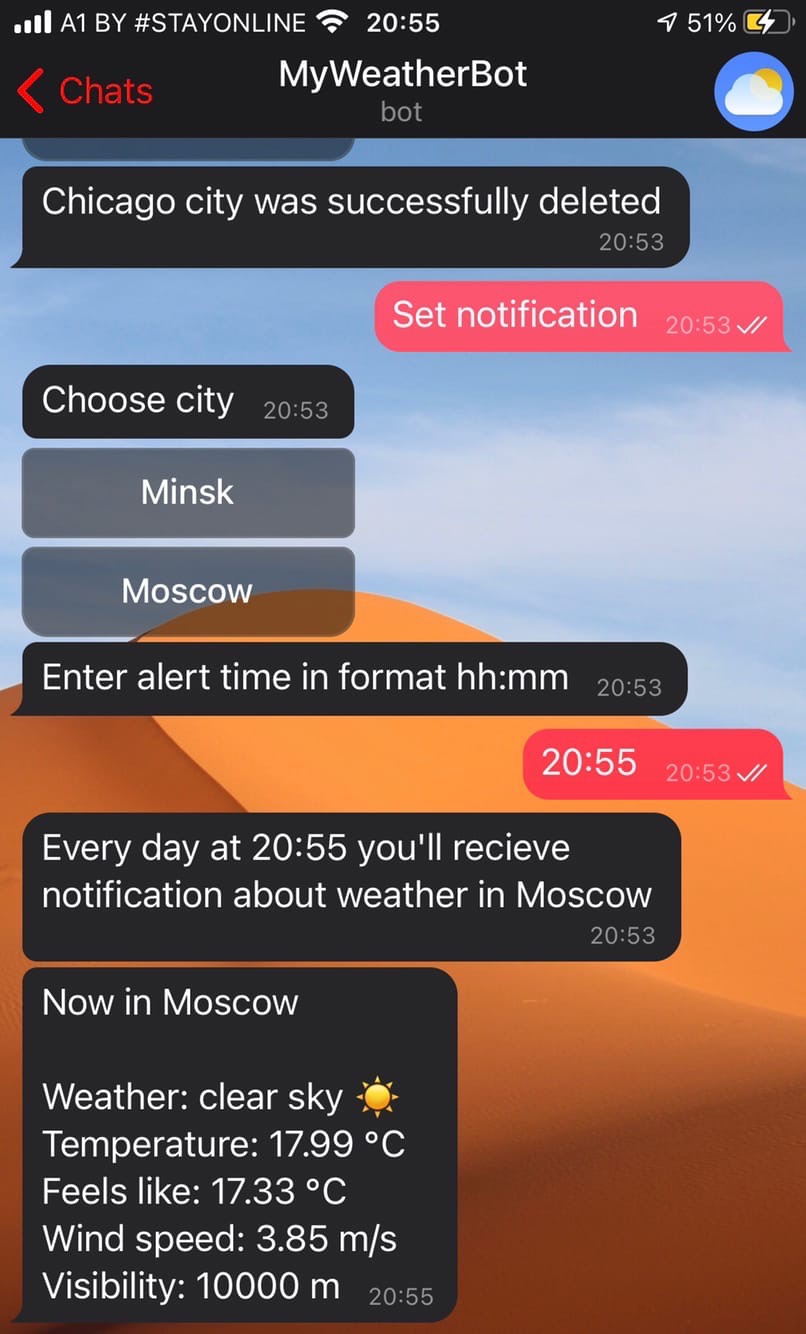 A1 BY #STAYONLINE 20:55 51%
Chats
MyWeatherBot
bot
Chicago city was successfully deleted
20:53
Set notification 20:53
Choose city 20:53
Minsk
Moscow
Enter alert time in format hh:mm 20:53
20:55 20:53
Every day at 20:55 you'll recieve
notification about weather in Moscow
20:53
Now in Moscow
Weather: clear sky ☀️
Temperature: 17.99 °C
Feels like: 17.33 °C
Wind speed: 3.85 m/s
Visibility: 10000 m 20:55